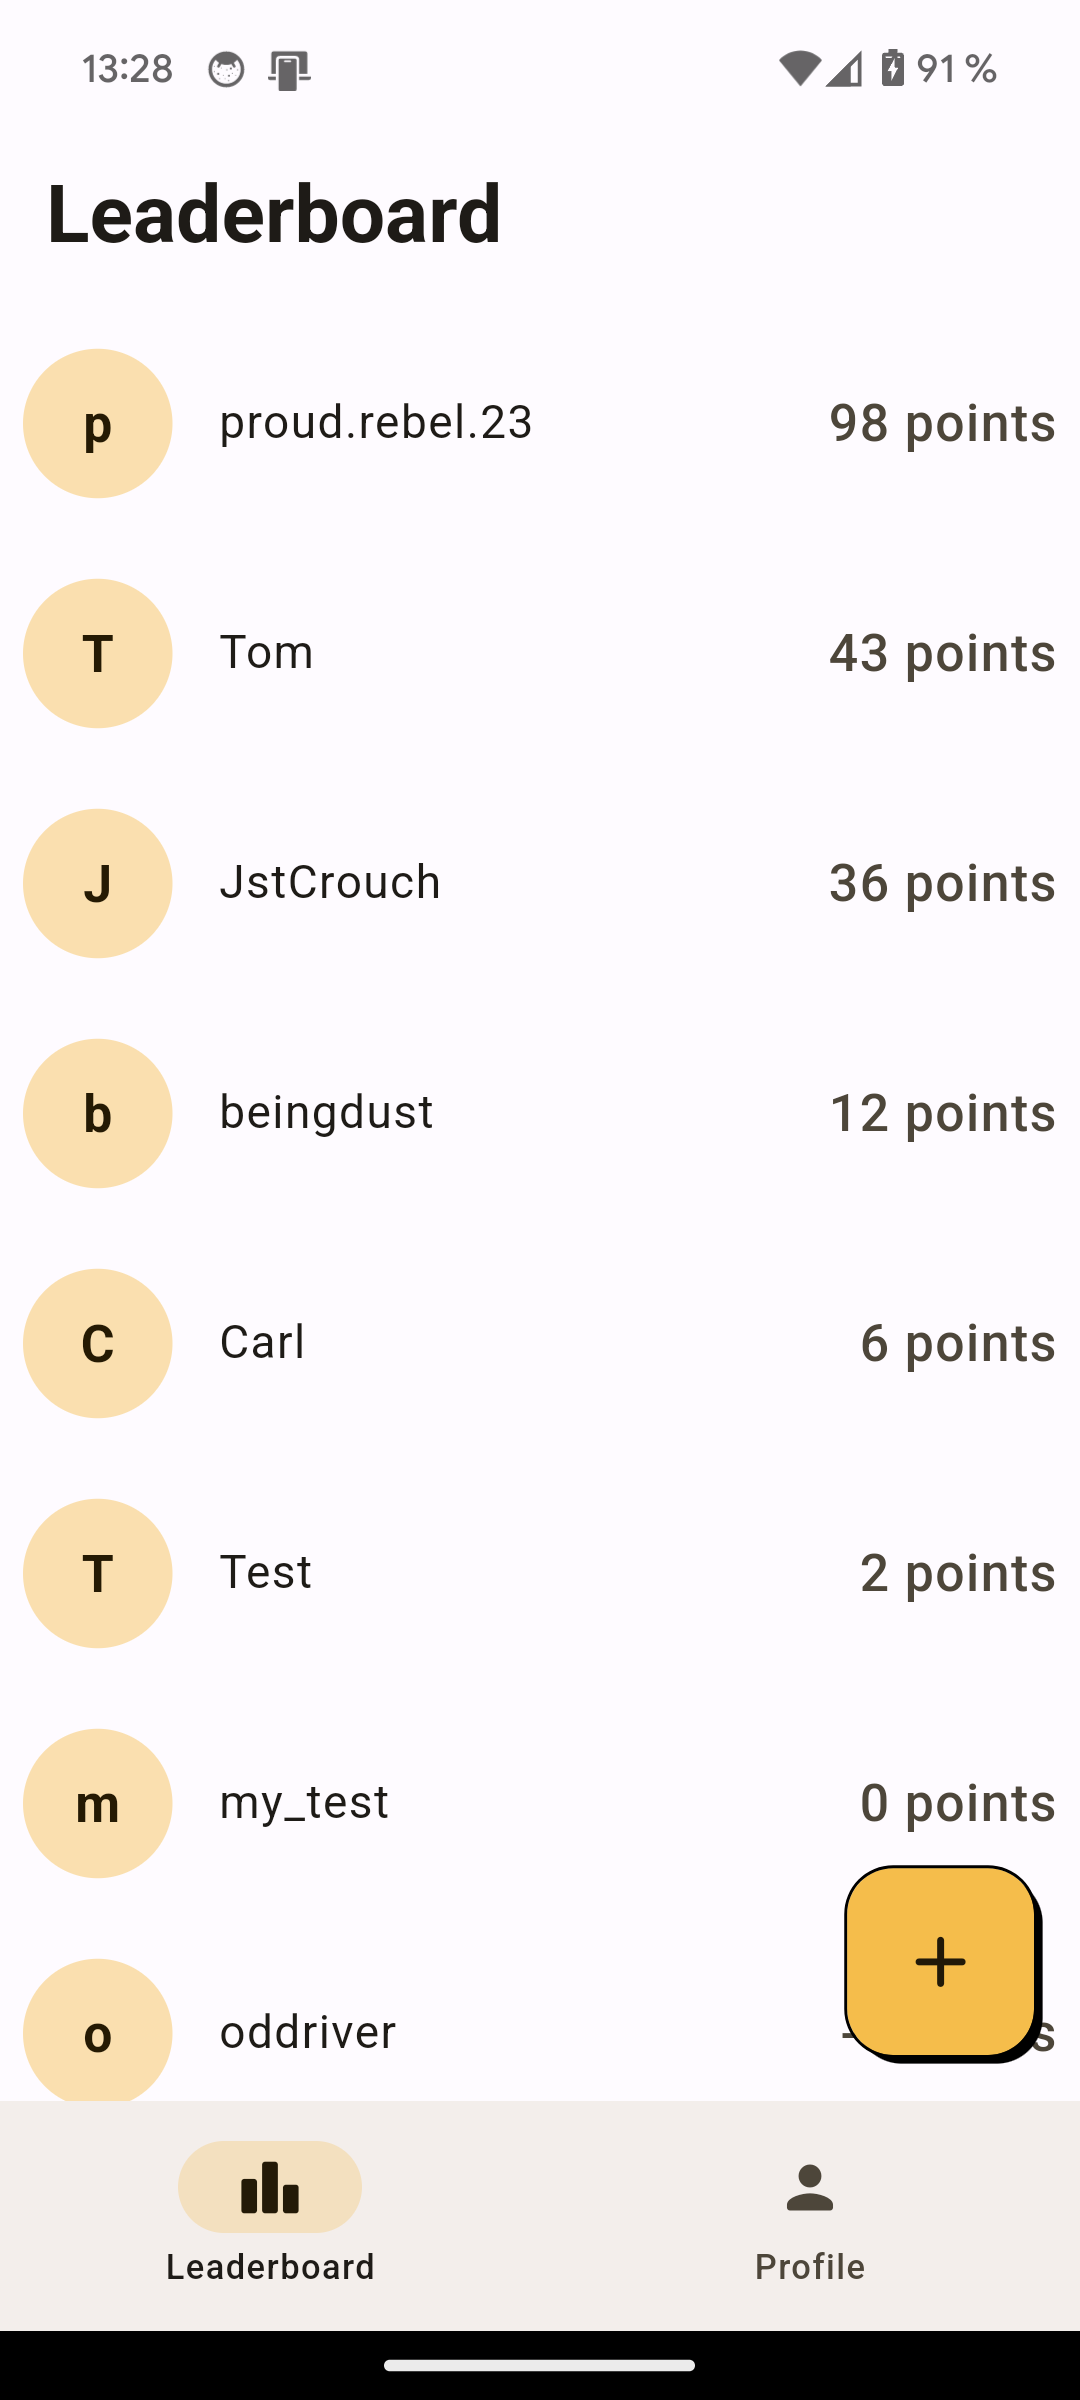 13:28 91 %
Leaderboard
p proud.rebel.23 98 points
T Tom 43 points
J JstCrouch 36 points
b beingdust 12 points
C Carl 6 points
T Test 2 points
m my_test 0 points
o oddriver
Leaderboard Profile